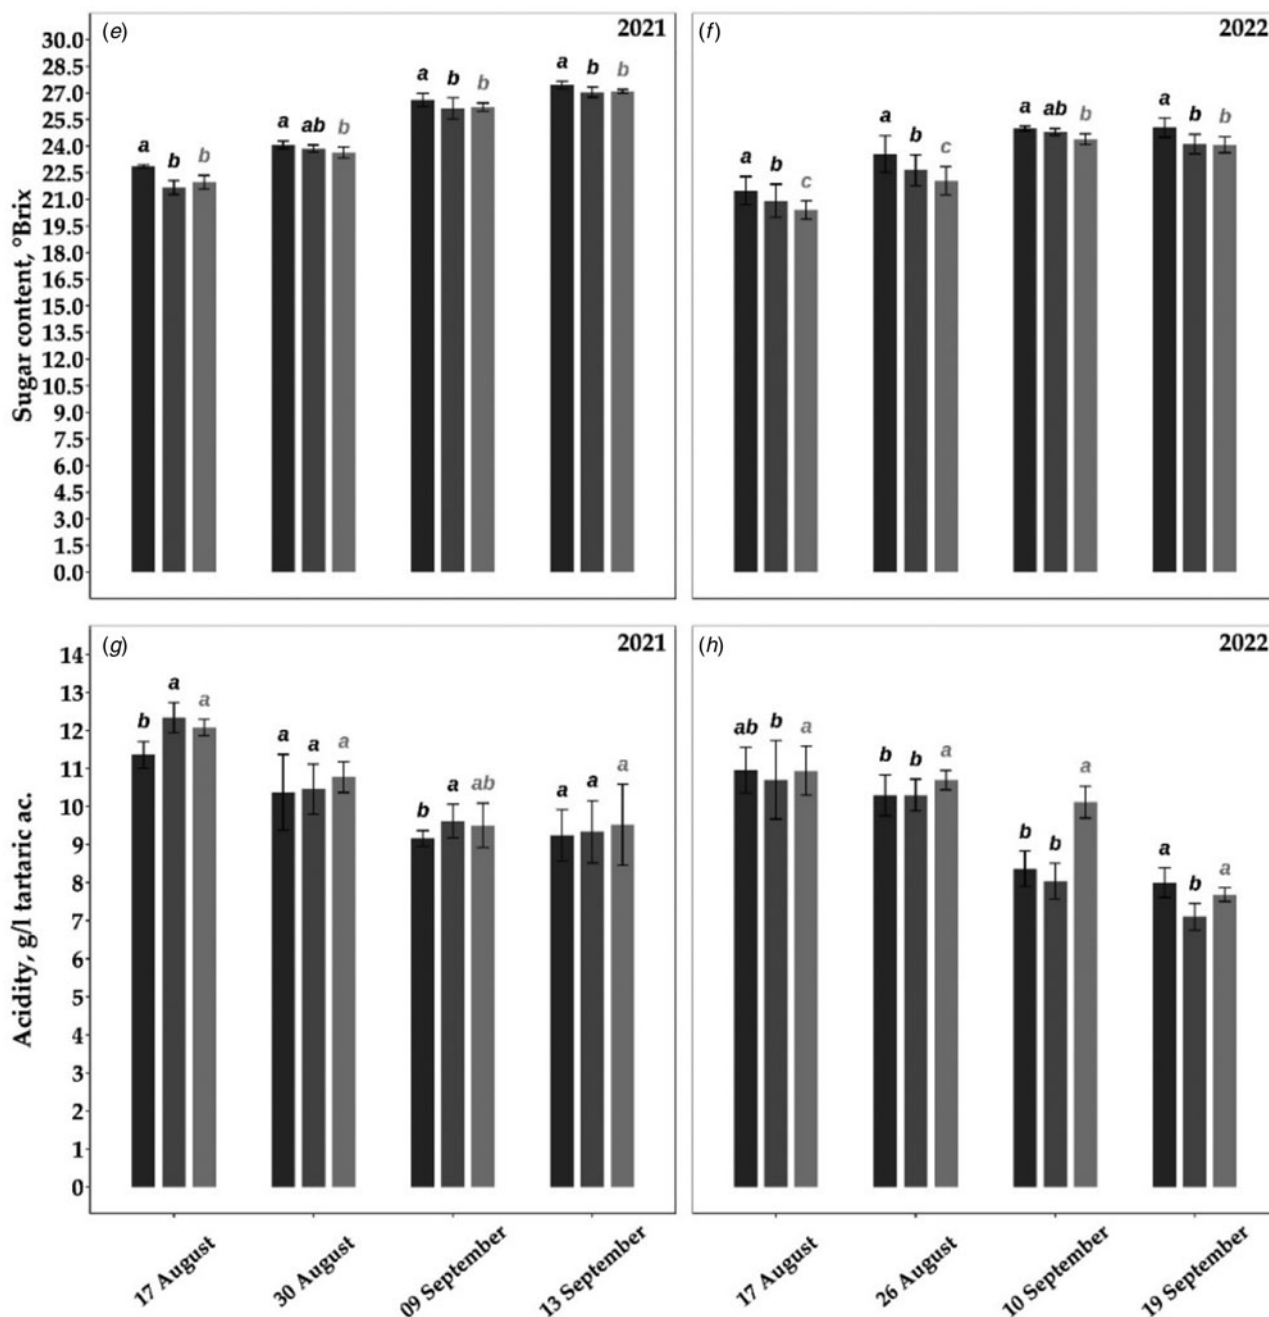 (e)
2021
Sugar content, °Brix
30.0
28.5
27.0
25.5
24.0
22.5
21.0
19.5
18.0
16.5
15.0
13.5
12.0
10.5
9.0
7.5
6.0
4.5
3.0
1.5
0.0
a b b
a ab b
a b b
a b b
(f)
2022
a b c
a b c
a ab b
a b b
(g)
2021
Acidity, g/l tartaric ac.
14
13
12
11
10
9
8
7
6
5
4
3
2
1
0
b a a
a a a
b a ab
a a a
17 August
30 August
09 September
13 September
(h)
2022
ab b a
b b a
b b a
a b a
17 August
26 August
10 September
19 September